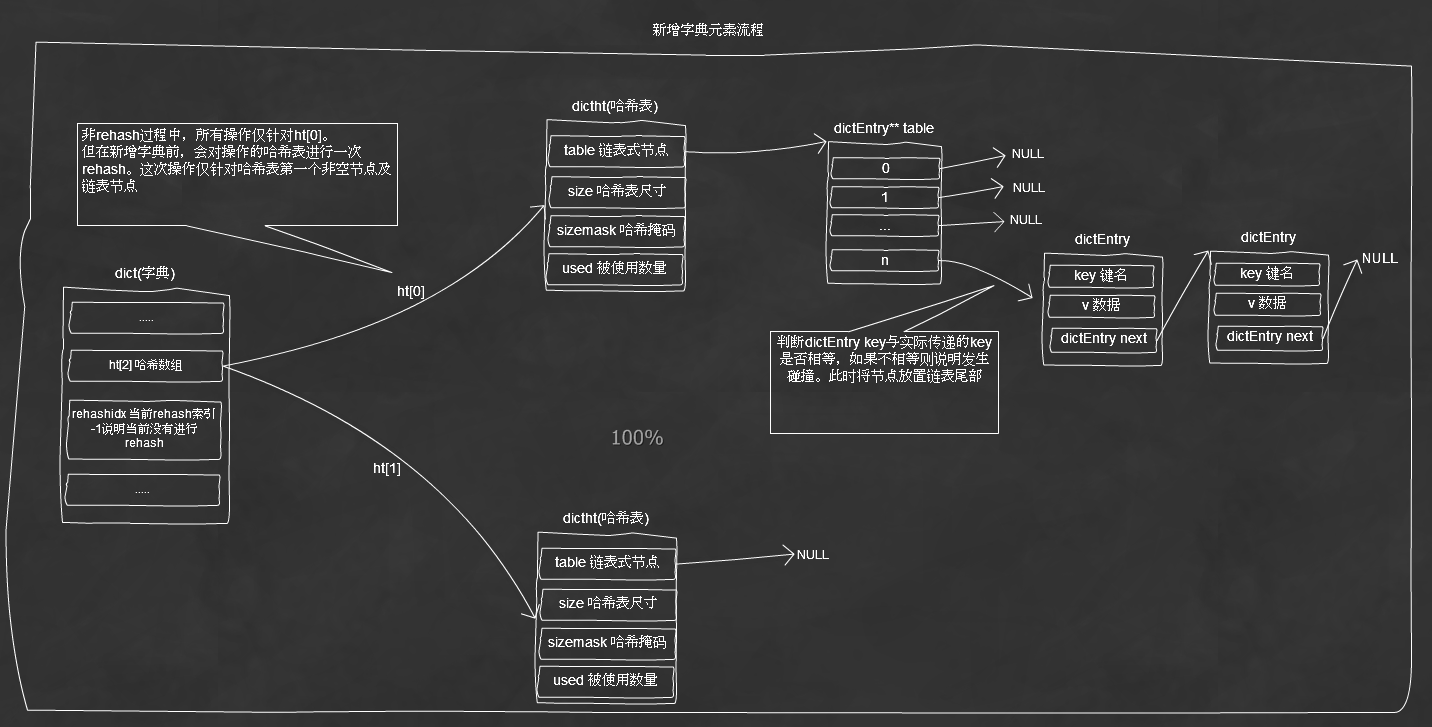 新增字典元素流程
非rehash过程中，所有操作仅针对ht[0]。
但在新增字典前，会对操作的哈希表进行一次
rehash。这次操作仅针对哈希表第一个非空节点及
链表节点
dict(字典)
.....
ht[2] 哈希数组
rehashidx 当前rehash索引
-1说明当前没有进行
rehash
.....
ht[0]
ht[1]
dictht(哈希表)
table 链表式节点
size 哈希表尺寸
sizemask 哈希掩码
used 被使用数量
dictEntry** table
0
1
...
n
NULL
NULL
NULL
dictEntry
key 键名
v 数据
dictEntry next
dictEntry
key 键名
v 数据
dictEntry next
NULL
判断dictEntry key与实际传递的key
是否相等，如果不相等则说明发生
碰撞。此时将节点放置链表尾部
100%
dictht(哈希表)
table 链表式节点
size 哈希表尺寸
sizemask 哈希掩码
used 被使用数量
NULL